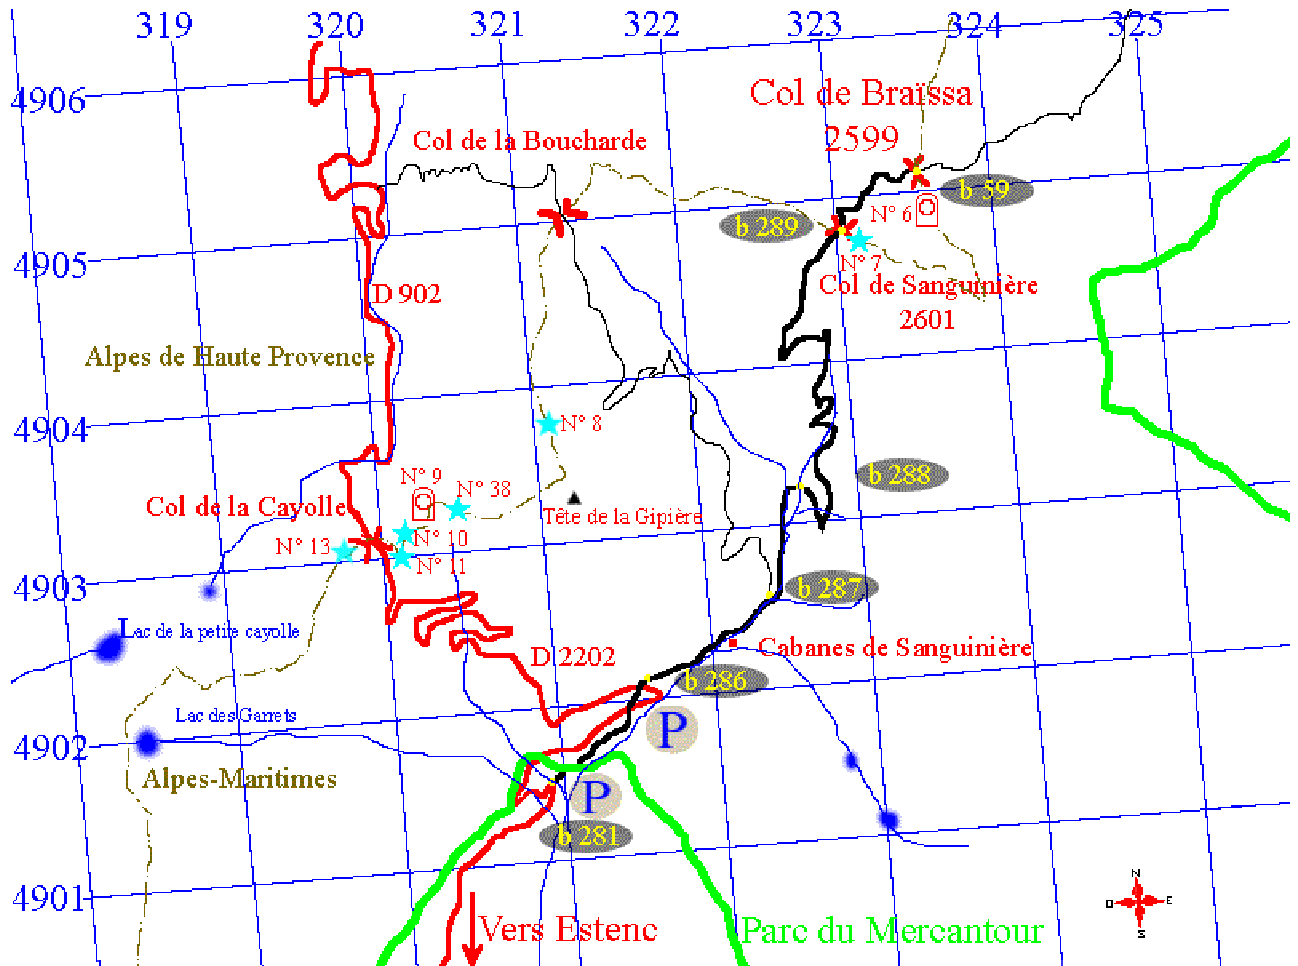 319 320 321 322 323 324 325
4906
Col de Braïssa
2599
Col de la Boucharde
b 59
N° 6
b 289
4905
N° 7
Col de Sanguinière
2601
D 902
Alpes de Haute Provence
4904
N° 8
b 288
N° 9
N° 38
Col de la Cayolle
Tête de la Gipière
N° 13
N° 10
N° 11
4903
b 287
Lac de la petite cayolle
Cabanes de Sanguinière
D 2202
b 286
Lac des Garrets
P
4902
Alpes-Maritimes
P
b 281
4901
N
O
E
S
Vers Estenc
Parc du Mercantour